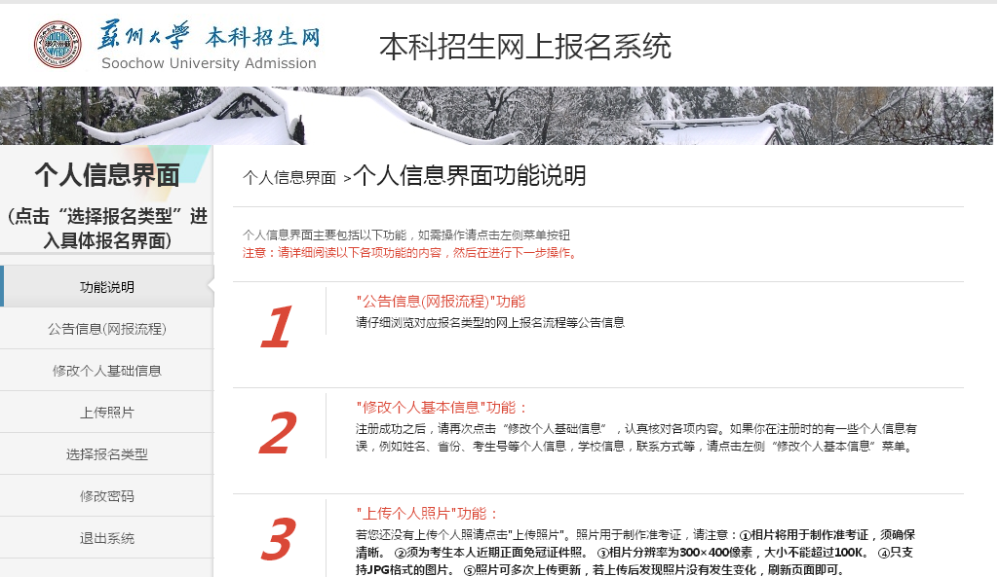 蘇州大学 本科招生网
Soochow University Admission
本科招生网上报名系统
个人信息界面
(点击“选择报名类型”进
入具体报名界面)
功能说明
公告信息(网报流程)
修改个人基础信息
上传照片
选择报名类型
修改密码
退出系统
个人信息界面 >个人信息界面功能说明
个人信息界面主要包括以下功能，如需操作请点击左侧菜单按钮
注意：请详细阅读以下各项功能的内容，然后在进行下一步操作。
1
"公告信息(网报流程)"功能
请仔细浏览对应报名类型的网上报名流程等公告信息
2
"修改个人基本信息"功能：
注册成功之后，请再次点击“修改个人基础信息”，认真核对各项内容。如果你在注册时的有一些个人信息有
误，例如姓名、省份、考生号等个人信息，学校信息，联系方式等，请点击左侧“修改个人基本信息”菜单。
3
"上传个人照片"功能：
若您还没有上传个人照请点击"上传照片"。照片用于制作准考证，请注意：①相片将用于制作准考证，须确保
清晰。 ②须为考生本人近期正面免冠证件照。 ③相片分辨率为300×400像素，大小不能超过100K。 ④只支
持JPG格式的图片。 ⑤照片可多次上传更新，若上传后发现照片没有发生变化，刷新页面即可。